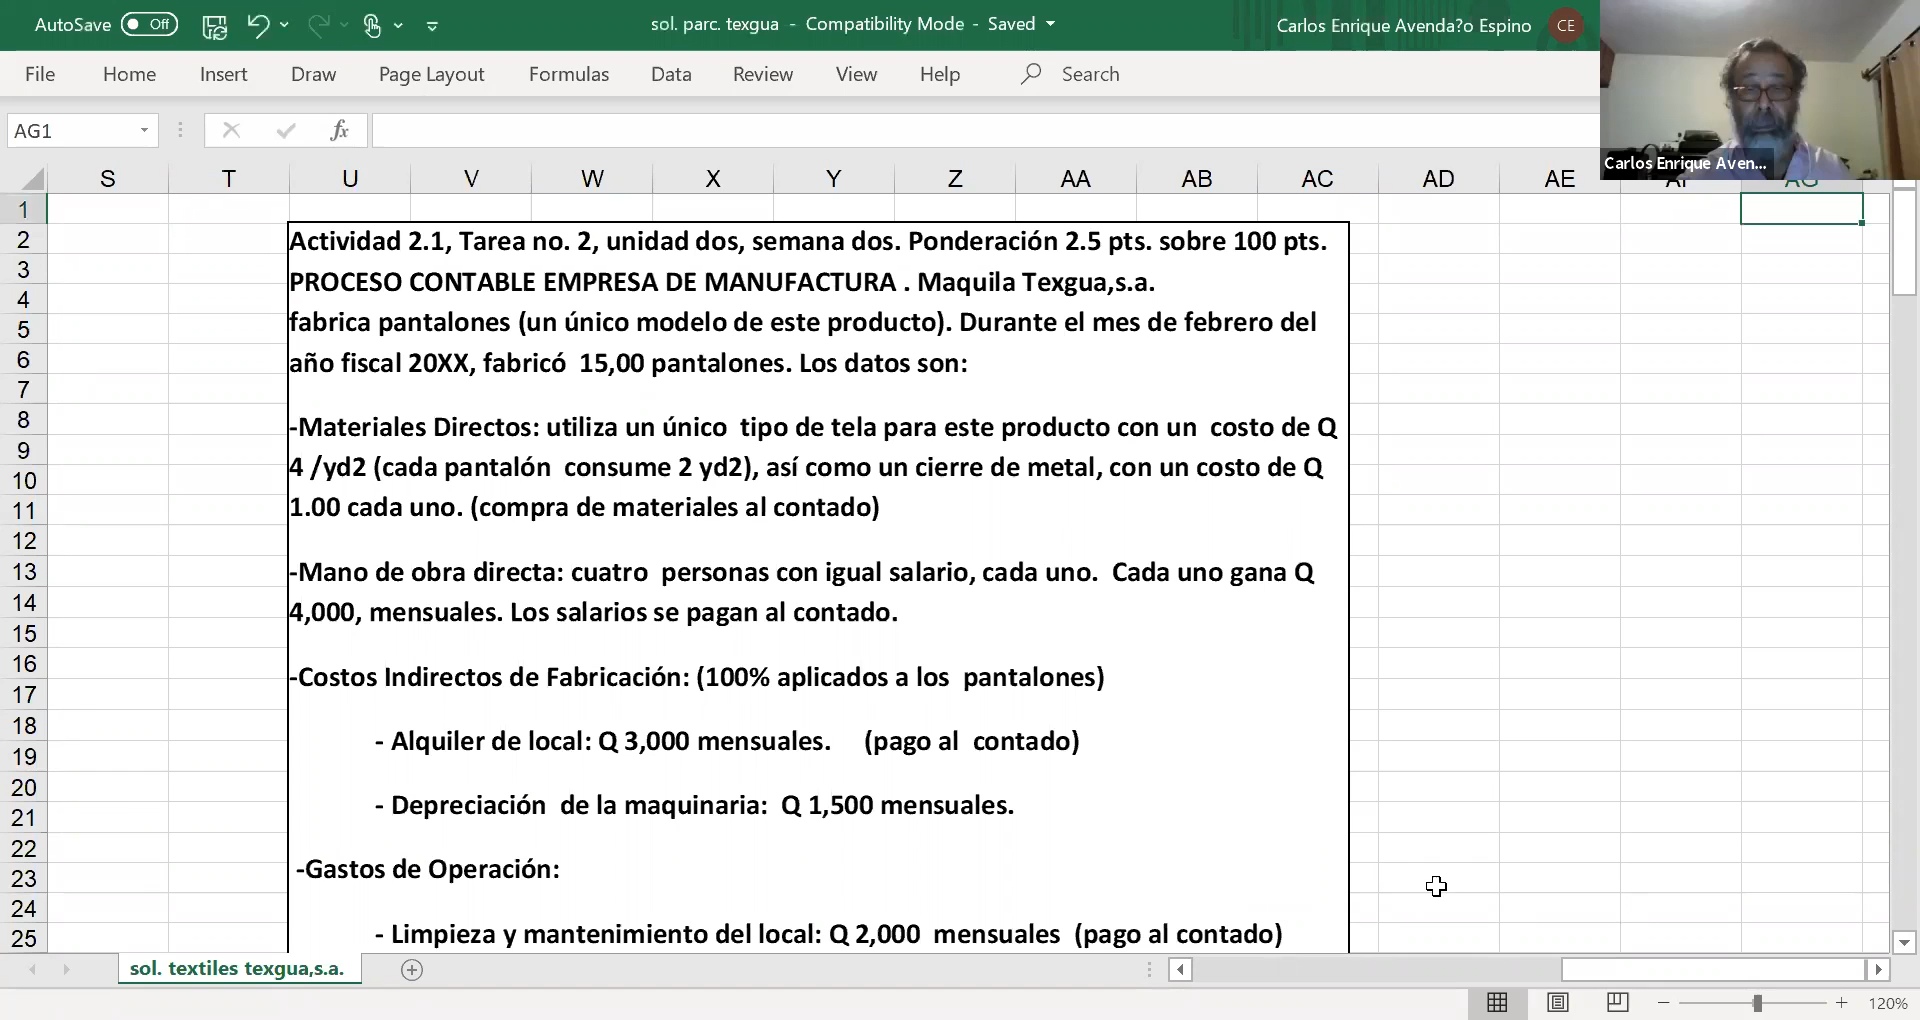 AutoSave Off
sol. parc. texgua - Compatibility Mode - Saved
Carlos Enrique Avenda?o Espino CE
File Home Insert Draw Page Layout Formulas Data Review View Help Search
AG1
fx
Carlos Enrique Aven...
S T U V W X Y Z AA AB AC AD AE AF AG
1
2
3
4
5
6
7
8
9
10
11
12
13
14
15
16
17
18
19
20
21
22
23
24
25
Actividad 2.1, Tarea no. 2, unidad dos, semana dos. Ponderación 2.5 pts. sobre 100 pts.
PROCESO CONTABLE EMPRESA DE MANUFACTURA . Maquila Texgua,s.a.
fabrica pantalones (un único modelo de este producto). Durante el mes de febrero del
año fiscal 20XX, fabricó 15,00 pantalones. Los datos son:
-Materiales Directos: utiliza un único tipo de tela para este producto con un costo de Q
4 /yd2 (cada pantalón consume 2 yd2), así como un cierre de metal, con un costo de Q
1.00 cada uno. (compra de materiales al contado)
-Mano de obra directa: cuatro personas con igual salario, cada uno. Cada uno gana Q
4,000, mensuales. Los salarios se pagan al contado.
-Costos Indirectos de Fabricación: (100% aplicados a los pantalones)
- Alquiler de local: Q 3,000 mensuales. (pago al contado)
- Depreciación de la maquinaria: Q 1,500 mensuales.
-Gastos de Operación:
- Limpieza y mantenimiento del local: Q 2,000 mensuales (pago al contado)
sol. textiles texgua,s.a.
120%